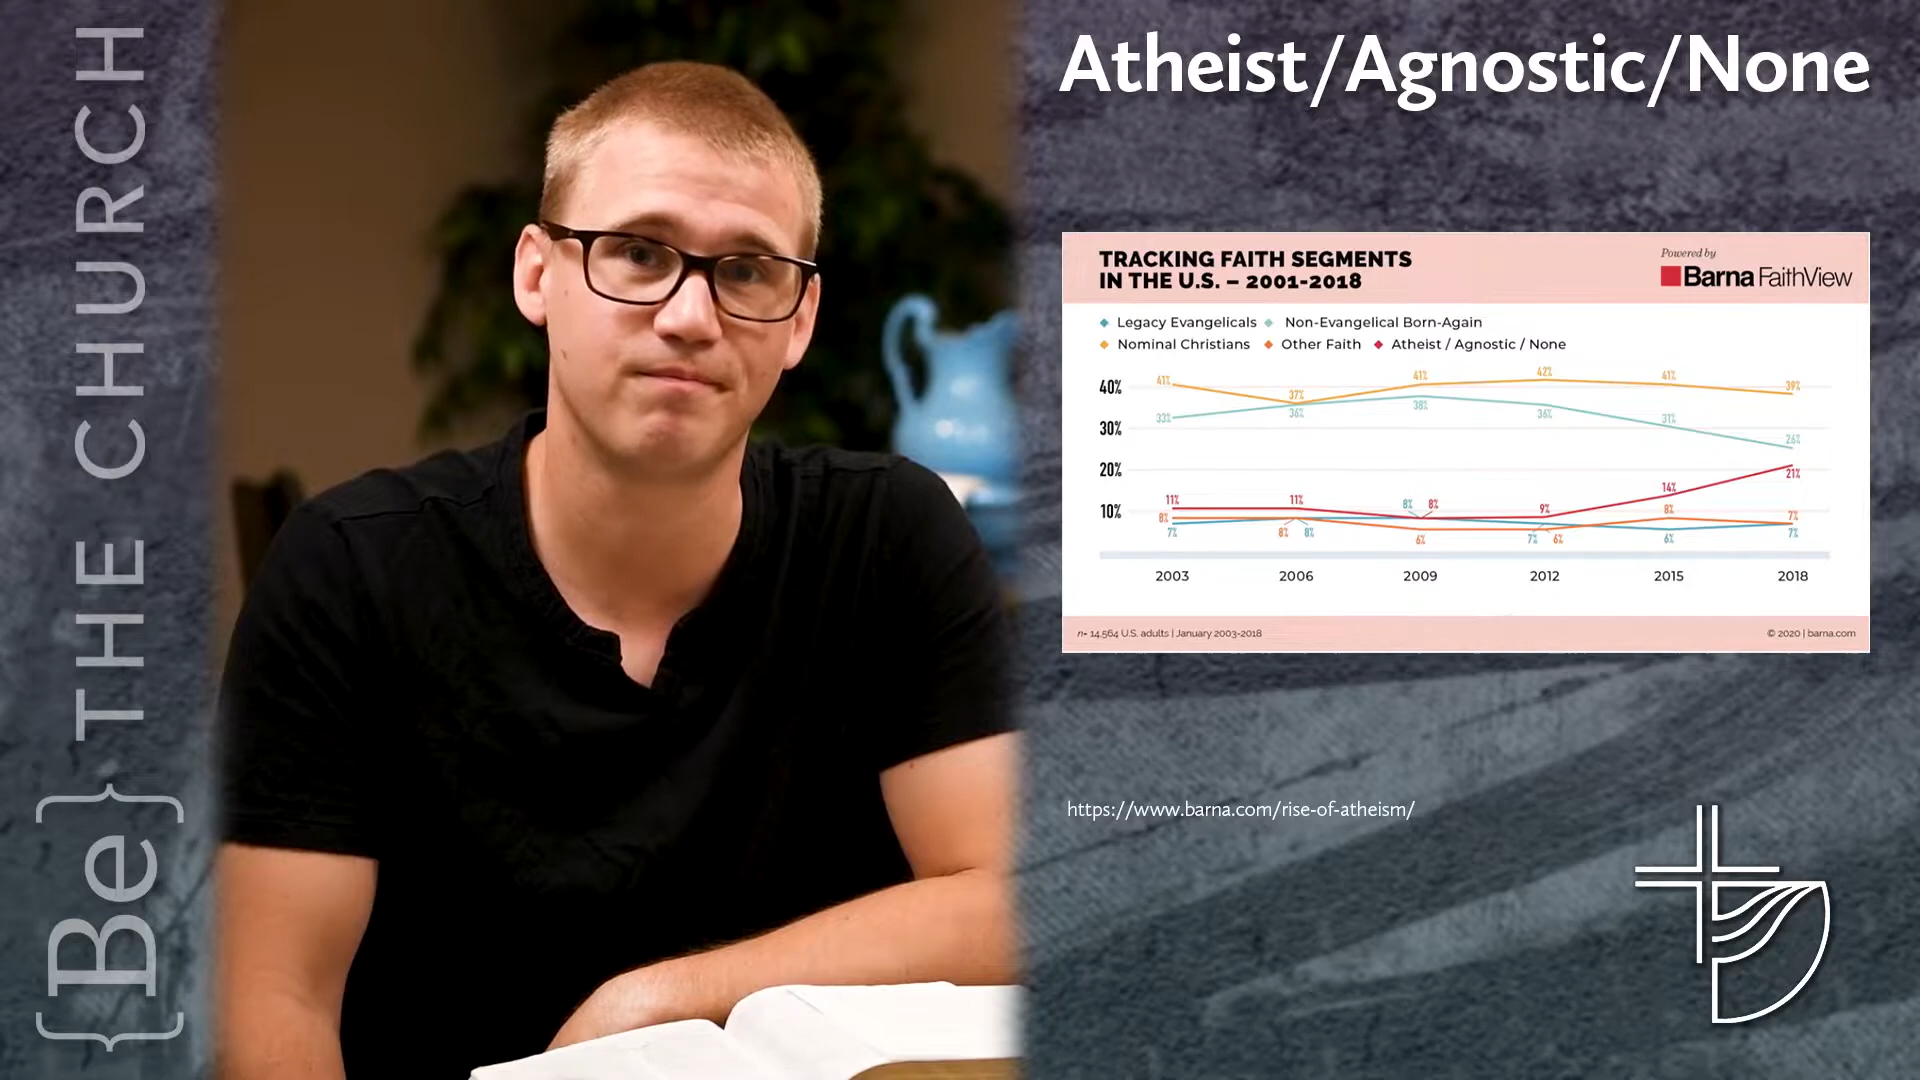 {Be} THE CHURCH
Atheist/Agnostic/None
TRACKING FAITH SEGMENTS
IN THE U.S. – 2001-2018
Powered by
Barna FaithView
Legacy Evangelicals Non-Evangelical Born-Again
Nominal Christians Other Faith Atheist / Agnostic / None
40%
30%
20%
10%
41% 37% 41% 42% 41% 39%
33% 36% 38% 36% 31% 26%
11% 11% 8% 8% 9% 14% 21%
8% 8% 7%
7% 8% 8% 6% 7% 6% 6% 7%
2003 2006 2009 2012 2015 2018
n= 14,564 U.S. adults | January 2003-2018
© 2020 | barna.com
https://www.barna.com/rise-of-atheism/